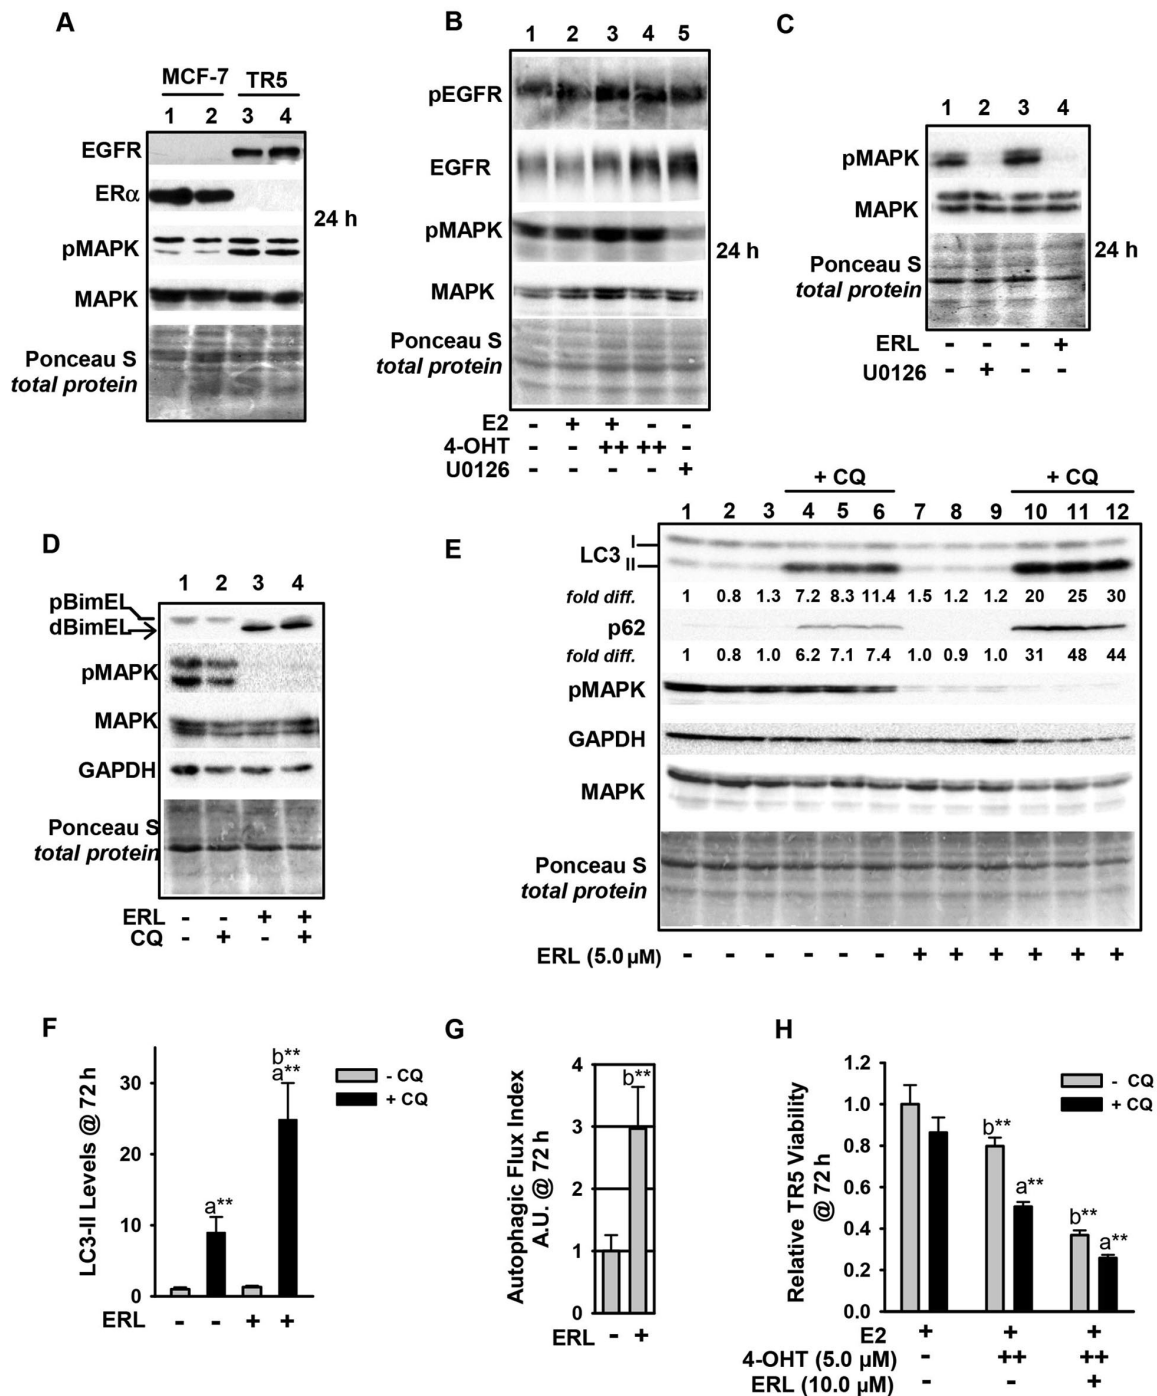 A
MCF-7 TR5
1 2 3 4
EGFR
ERα
pMAPK
MAPK
Ponceau S
total protein
24 h
B
1 2 3 4 5
pEGFR
EGFR
pMAPK
MAPK
Ponceau S
total protein
24 h
E2 - + + - -
4-OHT - - ++ ++ -
U0126 - - - - +
C
1 2 3 4
pMAPK
MAPK
Ponceau S
total protein
24 h
ERL - - - +
U0126 - + - -
D
1 2 3 4
pBimEL
dBimEL
pMAPK
MAPK
GAPDH
Ponceau S
total protein
ERL - - + +
CQ - + - +
E
+ CQ + CQ
1 2 3 4 5 6 7 8 9 10 11 12
LC3 I
II
fold diff. 1 0.8 1.3 7.2 8.3 11.4 1.5 1.2 1.2 20 25 30
p62
fold diff. 1 0.8 1.0 6.2 7.1 7.4 1.0 0.9 1.0 31 48 44
pMAPK
GAPDH
MAPK
Ponceau S
total protein
ERL (5.0 µM) - - - - - - + + + + + +
F
LC3-II Levels @ 72 h
30
20
10
0
a**
b**
a**
- CQ
+ CQ
ERL - - + +
G
Autophagic Flux Index
A.U. @ 72 h
4
3
2
1
0
b**
ERL - +
H
Relative TR5 Viability
@ 72 h
1.2
1.0
0.8
0.6
0.4
0.2
0.0
b**
a**
b**
a**
- CQ
+ CQ
E2 + + +
4-OHT (5.0 µM) - ++ ++
ERL (10.0 µM) - - +